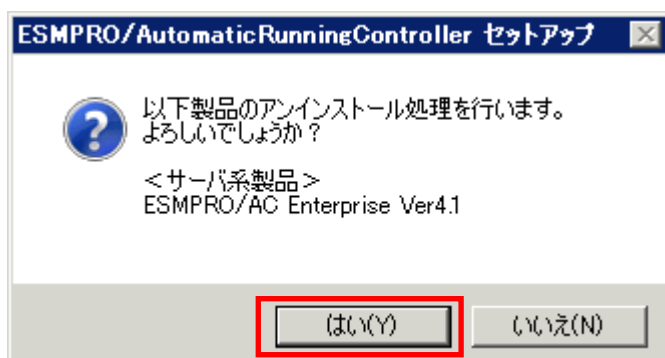 ESMPRO/AutomaticRunningController セットアップ
以下製品のアンインストール処理を行います。
よろしいでしょうか？
＜サーバ系製品＞
ESMPRO/AC Enterprise Ver4.1
はい(Y)
いいえ(N)